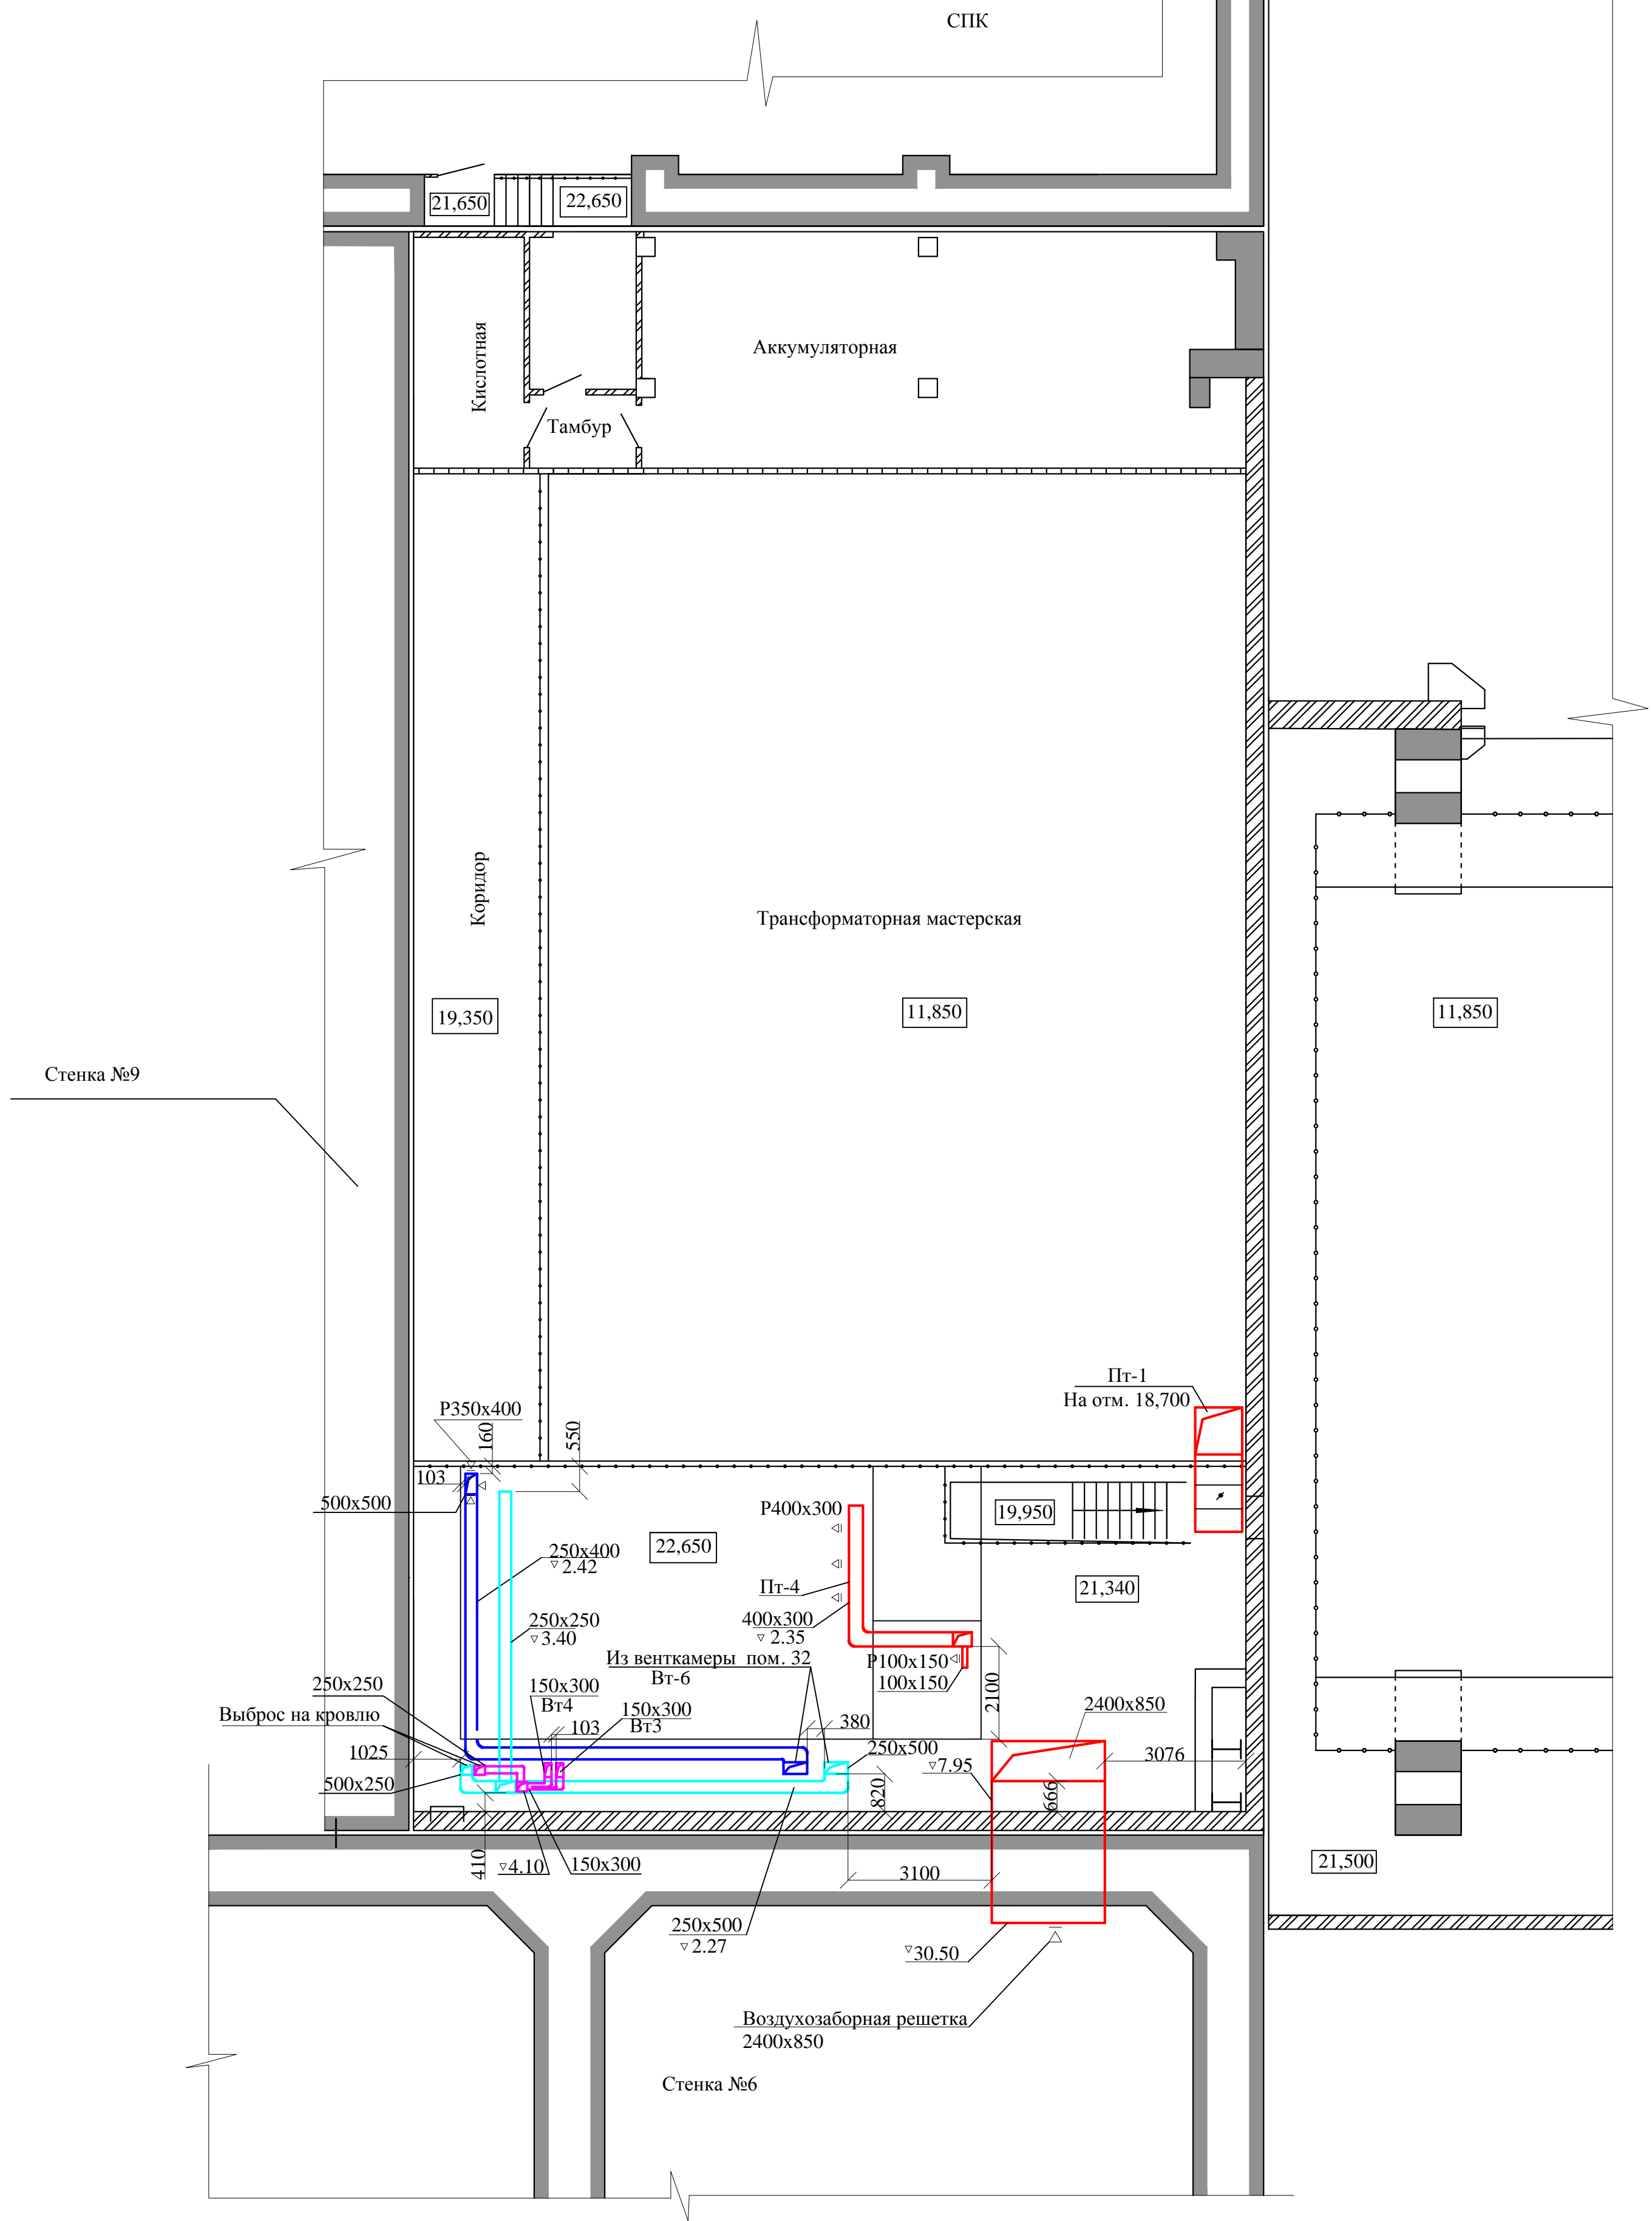 СПК
21,650
22,650
Кислотная
Аккумуляторная
Тамбур
Коридор
Трансформаторная мастерская
19,350
11,850
11,850
Стенка №9
Пт-1
На отм. 18,700
Р350х400
160
550
103
500х500
Р400х300
19,950
22,650
250х400
2.42
Пт-4
21,340
250х250
3.40
400х300
2.35
Из венткамеры пом. 32
Вт-6
Р100х150
100х150
250х250
150х300
Вт4
2100
Выброс на кровлю
150х300
Вт3
2400х850
103
380
1025
250х500
3076
7.95
500х250
820
666
410
4.10
150х300
3100
21,500
250х500
2.27
30.50
Воздухозаборная решетка
2400х850
Стенка №6